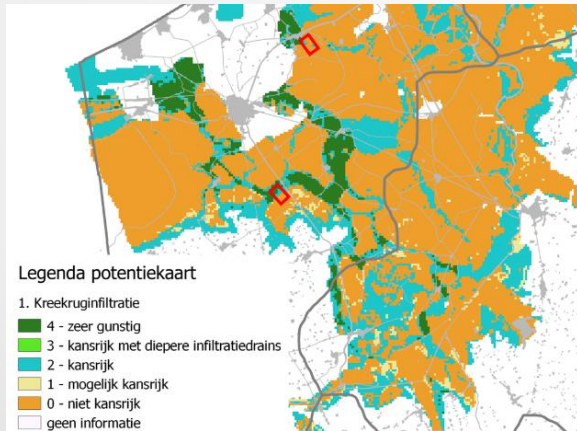 Legenda potentiekaart
1. Kreekruginfiltratie
4 - zeer gunstig
3 - kansrijk met diepere infiltratiedrains
2 - kansrijk
1 - mogelijk kansrijk
0 - niet kansrijk
geen informatie